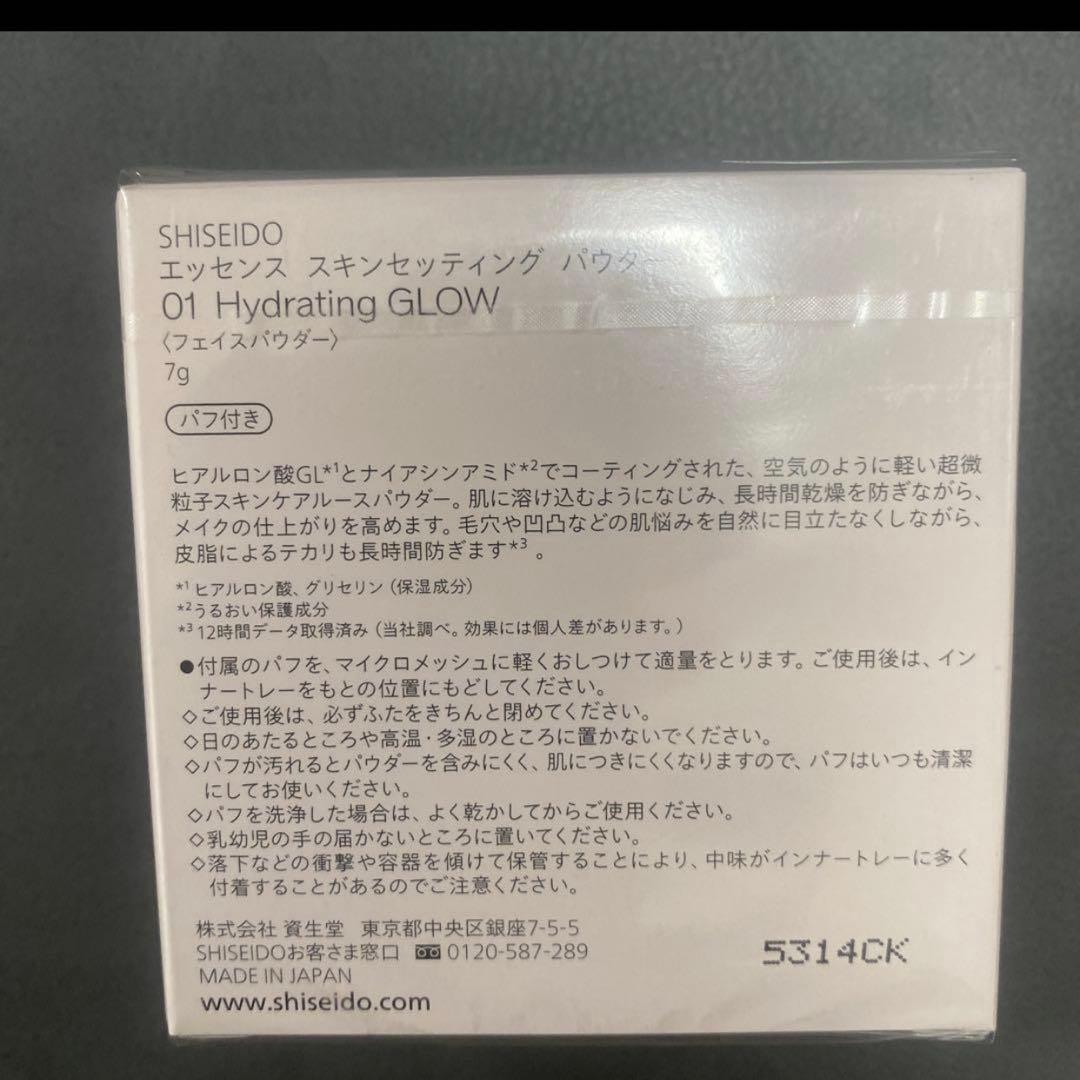 SHISEIDO
エッセンス スキンセッティング パウダー
01 Hydrating GLOW
〈フェイスパウダー〉
7g
パフ付き
ヒアルロン酸GL*1とナイアシンアミド*2でコーティングされた、空気のように軽い超微
粒子スキンケアルースパウダー。肌に溶け込むようになじみ、長時間乾燥を防ぎながら、
メイクの仕上がりを高めます。毛穴や凹凸などの肌悩みを自然に目立たなくしながら、
皮脂によるテカリも長時間防ぎます*3 。
*1 ヒアルロン酸、グリセリン（保湿成分）
*2うるおい保護成分
*3 12時間データ取得済み（当社調べ。効果には個人差があります。）
●付属のパフを、マイクロメッシュに軽くおしつけて適量をとります。ご使用後は、イン
ナートレーをもとの位置にもどしてください。
◇ご使用後は、必ずふたをきちんと閉めてください。
◇日のあたるところや高温・多湿のところに置かないでください。
◇パフが汚れるとパウダーを含みにくく、肌につきにくくなりますので、パフはいつも清潔
にしてお使いください。
◇パフを洗浄した場合は、よく乾かしてからご使用ください。
◇乳幼児の手の届かないところに置いてください。
◇落下などの衝撃や容器を傾けて保管することにより、中味がインナートレーに多く
付着することがあるのでご注意ください。
株式会社 資生堂 東京都中央区銀座7-5-5
SHISEIDOお客さま窓口 0120-587-289
MADE IN JAPAN
www.shiseido.com
5314CK